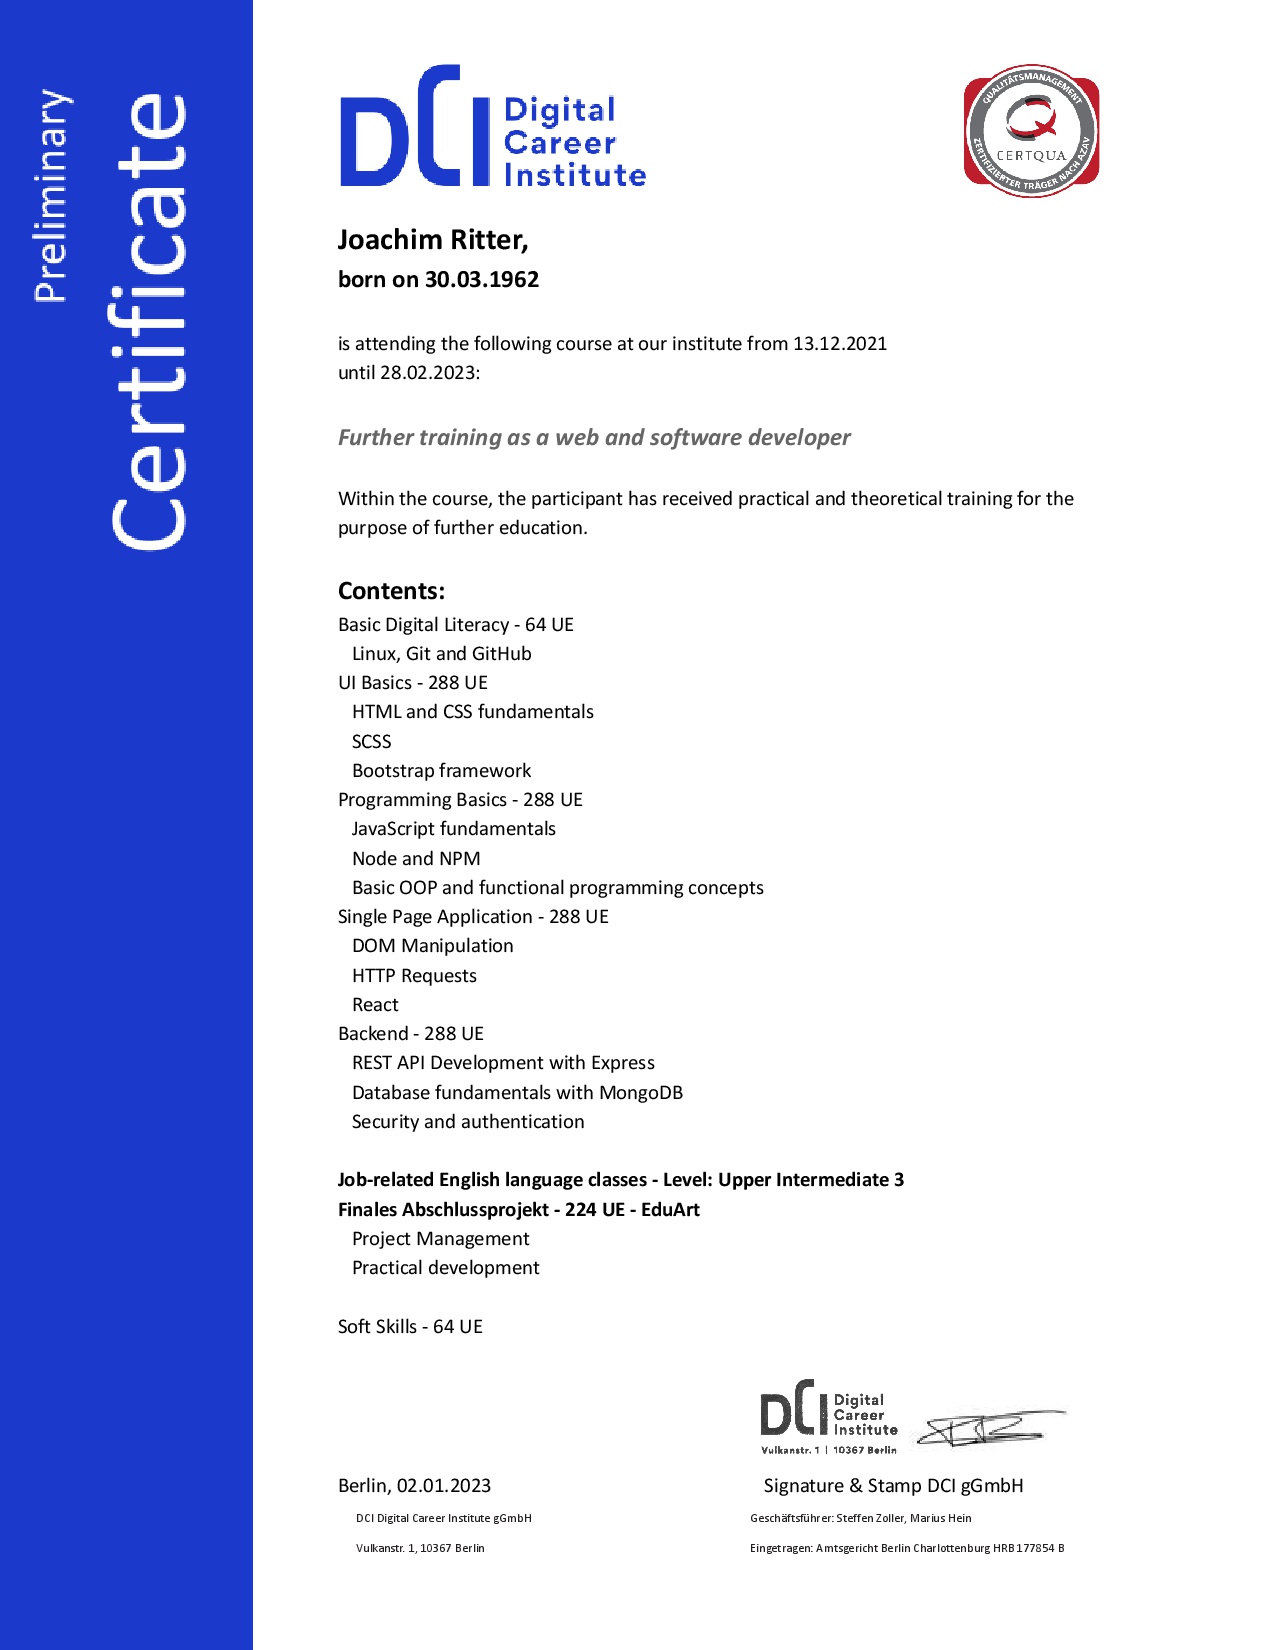 Preliminary
Certificate
DCI Digital
Career
Institute
QUALITÄTSMANAGEMENT
CERTQUA
ZERTIFIZIERTER TRÄGER NACH AZAV
Joachim Ritter,
born on 30.03.1962
is attending the following course at our institute from 13.12.2021
until 28.02.2023:
Further training as a web and software developer
Within the course, the participant has received practical and theoretical training for the
purpose of further education.
Contents:
Basic Digital Literacy - 64 UE
Linux, Git and GitHub
UI Basics - 288 UE
HTML and CSS fundamentals
SCSS
Bootstrap framework
Programming Basics - 288 UE
JavaScript fundamentals
Node and NPM
Basic OOP and functional programming concepts
Single Page Application - 288 UE
DOM Manipulation
HTTP Requests
React
Backend - 288 UE
REST API Development with Express
Database fundamentals with MongoDB
Security and authentication
Job-related English language classes - Level: Upper Intermediate 3
Finales Abschlussprojekt - 224 UE - EduArt
Project Management
Practical development
Soft Skills - 64 UE
DCI Digital
Career
Institute
Vulkanstr. 1 | 10367 Berlin
Berlin, 02.01.2023
Signature & Stamp DCI gGmbH
DCI Digital Career Institute gGmbH
Geschäftsführer: Steffen Zoller, Marius Hein
Vulkanstr. 1, 10367 Berlin
Eingetragen: Amtsgericht Berlin Charlottenburg HRB 177854 B